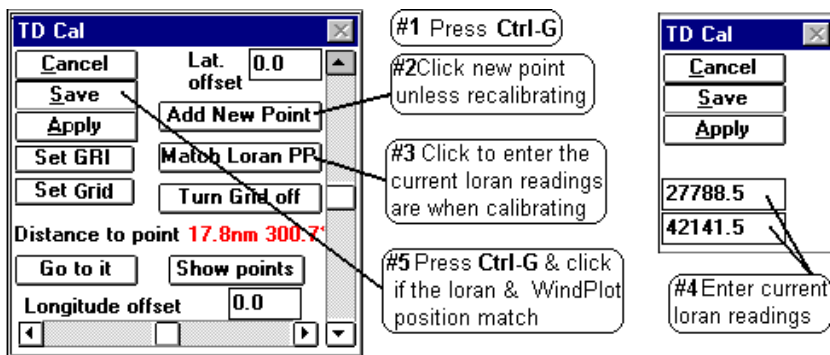 TD Cal
Cancel
Lat. offset 0.0
Save
Add New Point
Apply
Set GRI
Match Loran PP
Set Grid
Turn Grid off
Distance to point 17.8nm 300.7°
Go to it
Show points
Longitude offset 0.0
#1 Press Ctrl-G
#2 Click new point
unless recalibrating
#3 Click to enter the
current loran readings
are when calibrating
#5 Press Ctrl-G & click
if the loran & WindPlot
position match
TD Cal
Cancel
Save
Apply
27788.5
42141.5
#4 Enter current
loran readings